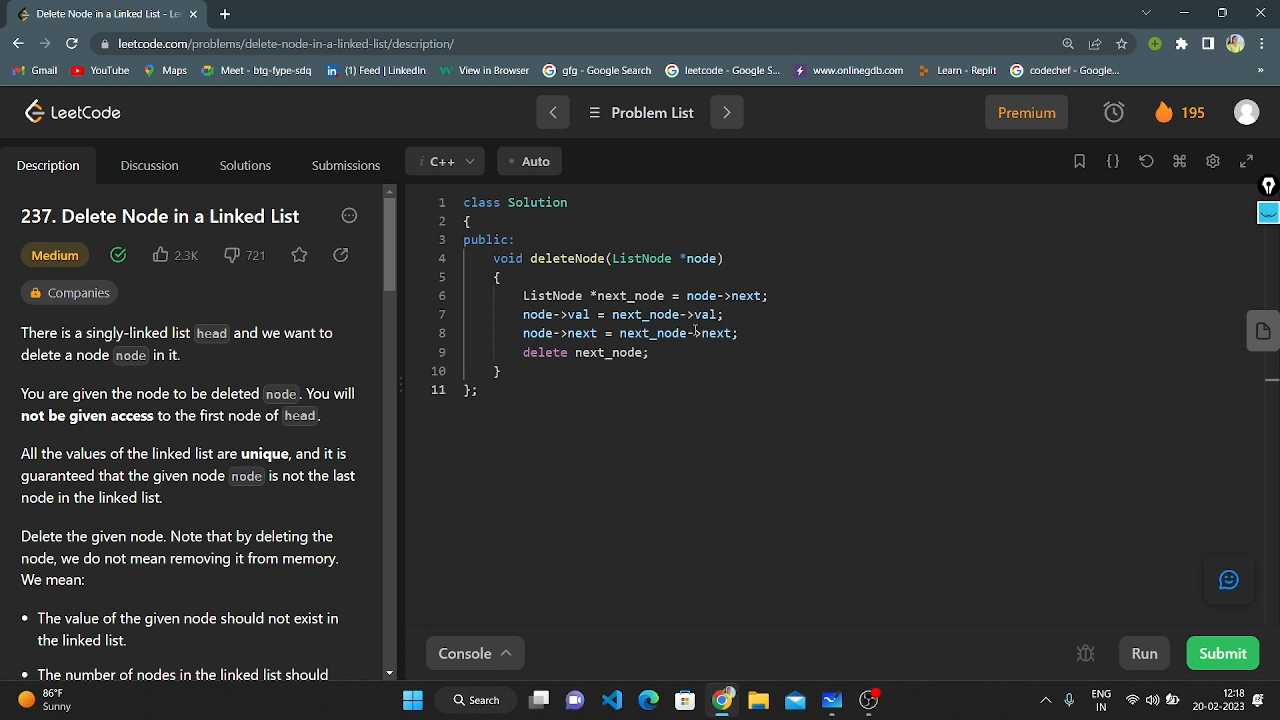 Delete Node in a Linked List - Le
leetcode.com/problems/delete-node-in-a-linked-list/description/
Gmail YouTube Maps Meet - btg-fype-sdq (1) Feed | LinkedIn View in Browser gfg - Google Search leetcode - Google S... www.onlinegdb.com Learn - Replit codechef - Google... »
LeetCode Problem List Premium 195
Description Discussion Solutions Submissions i C++ Auto
237. Delete Node in a Linked List
Medium 2.3K 721
Companies
There is a singly-linked list head and we want to
delete a node node in it.
You are given the node to be deleted node. You will
not be given access to the first node of head.
All the values of the linked list are unique, and it is
guaranteed that the given node node is not the last
node in the linked list.
Delete the given node. Note that by deleting the
node, we do not mean removing it from memory.
We mean:
• The value of the given node should not exist in
the linked list.
• The number of nodes in the linked list should
1 class Solution
2 {
3 public:
4 void deleteNode(ListNode *node)
5 {
6 ListNode *next_node = node->next;
7 node->val = next_node->val;
8 node->next = next_node->next;
9 delete next_node;
10 }
11 };
Console Run Submit
86°F
Sunny
Search
ENG
IN
12:18
20-02-2023